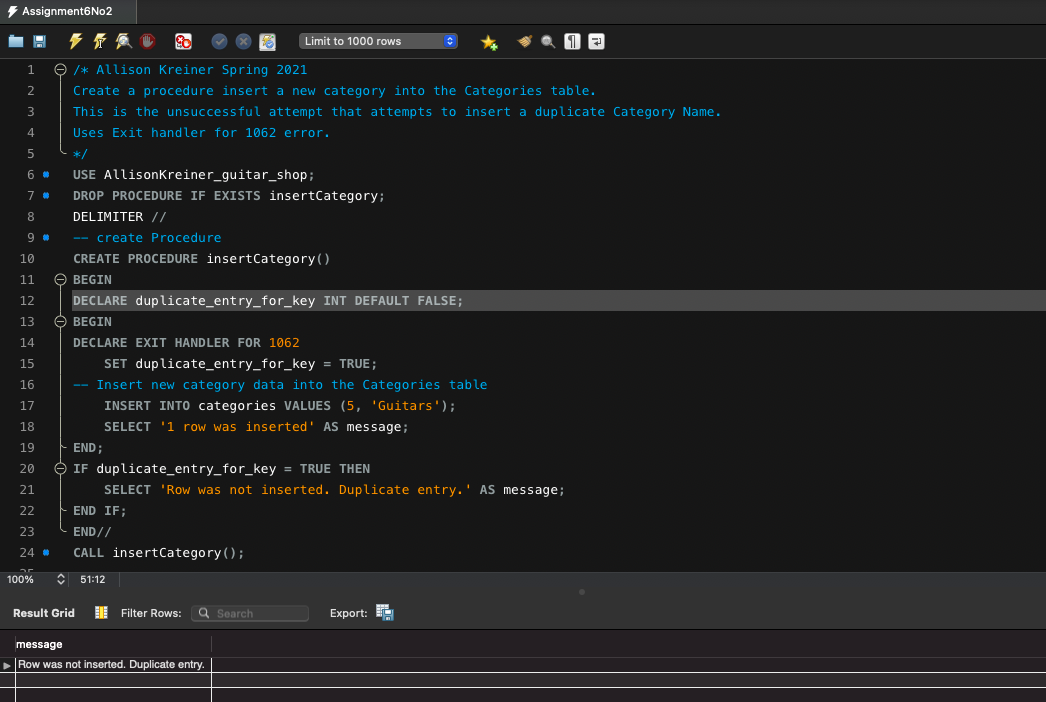 Assignment6No2
Limit to 1000 rows
1 /* Allison Kreiner Spring 2021
2 Create a procedure insert a new category into the Categories table.
3 This is the unsuccessful attempt that attempts to insert a duplicate Category Name.
4 Uses Exit handler for 1062 error.
5 */
6 USE AllisonKreiner_guitar_shop;
7 DROP PROCEDURE IF EXISTS insertCategory;
8 DELIMITER //
9 -- create Procedure
10 CREATE PROCEDURE insertCategory()
11 BEGIN
12 DECLARE duplicate_entry_for_key INT DEFAULT FALSE;
13 BEGIN
14 DECLARE EXIT HANDLER FOR 1062
15 SET duplicate_entry_for_key = TRUE;
16 -- Insert new category data into the Categories table
17 INSERT INTO categories VALUES (5, 'Guitars');
18 SELECT '1 row was inserted' AS message;
19 END;
20 IF duplicate_entry_for_key = TRUE THEN
21 SELECT 'Row was not inserted. Duplicate entry.' AS message;
22 END IF;
23 END//
24 CALL insertCategory();
25
100% 51:12
Result Grid Filter Rows: Search Export:
message
Row was not inserted. Duplicate entry.